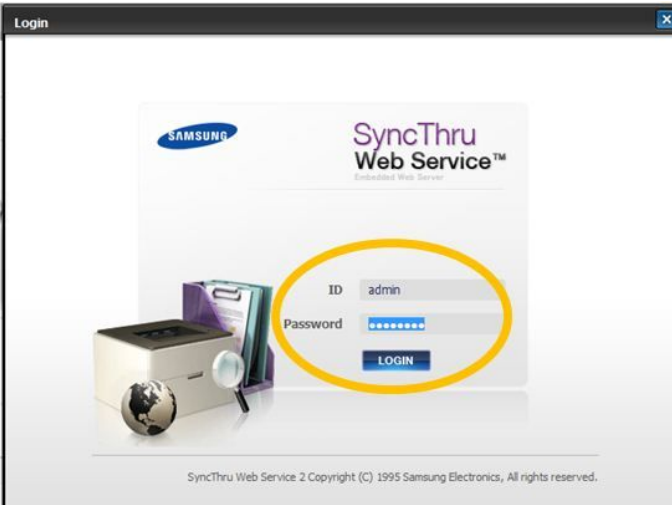 Login
SAMSUNG
SyncThru
Web Service™
Embedded Web Server
ID admin
Password ••••••••
LOGIN
SyncThru Web Service 2 Copyright (C) 1995 Samsung Electronics, All rights reserved.